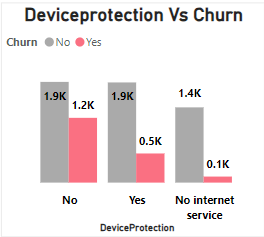 Deviceprotection Vs Churn
Churn No Yes
1.9K
1.2K
1.9K
0.5K
1.4K
0.1K
No
Yes
No internet
service
DeviceProtection